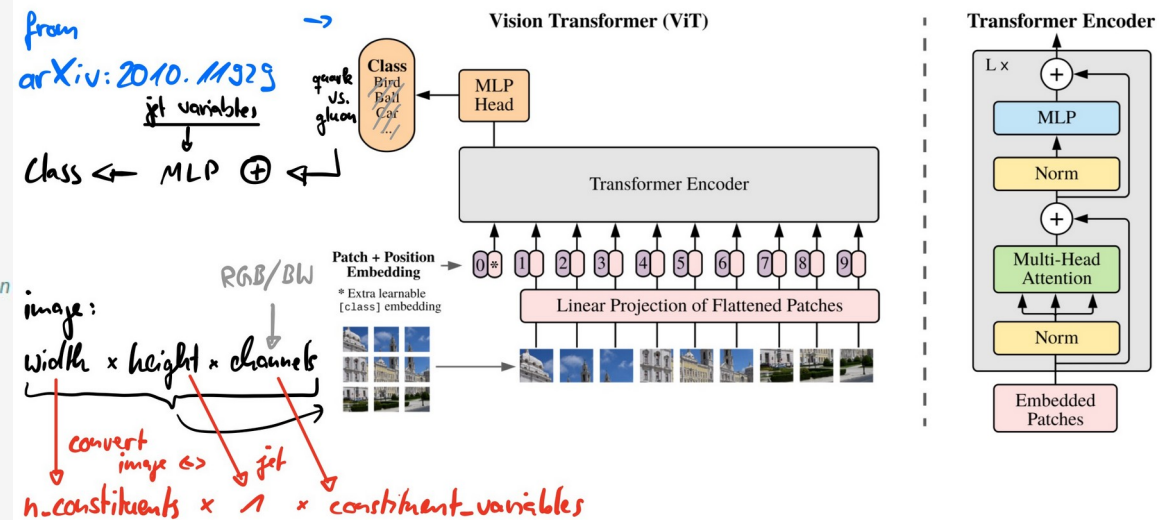 from
arXiv: 2010.11929
jet variables
Class ← MLP ⊕ ←
quark
vs.
gluon
Vision Transformer (ViT)
Class
Bird
Ball
Car
...
MLP
Head
Transformer Encoder
Patch + Position
Embedding
0 * 1 2 3 4 5 6 7 8 9
* Extra learnable
[class] embedding
Linear Projection of Flattened Patches
n
RGB/BW
image:
width × height × channels
convert
image ⇔ jet
n_constituents × 1 × constituent_variables
Transformer Encoder
L ×
+
MLP
Norm
+
Multi-Head
Attention
Norm
Embedded
Patches